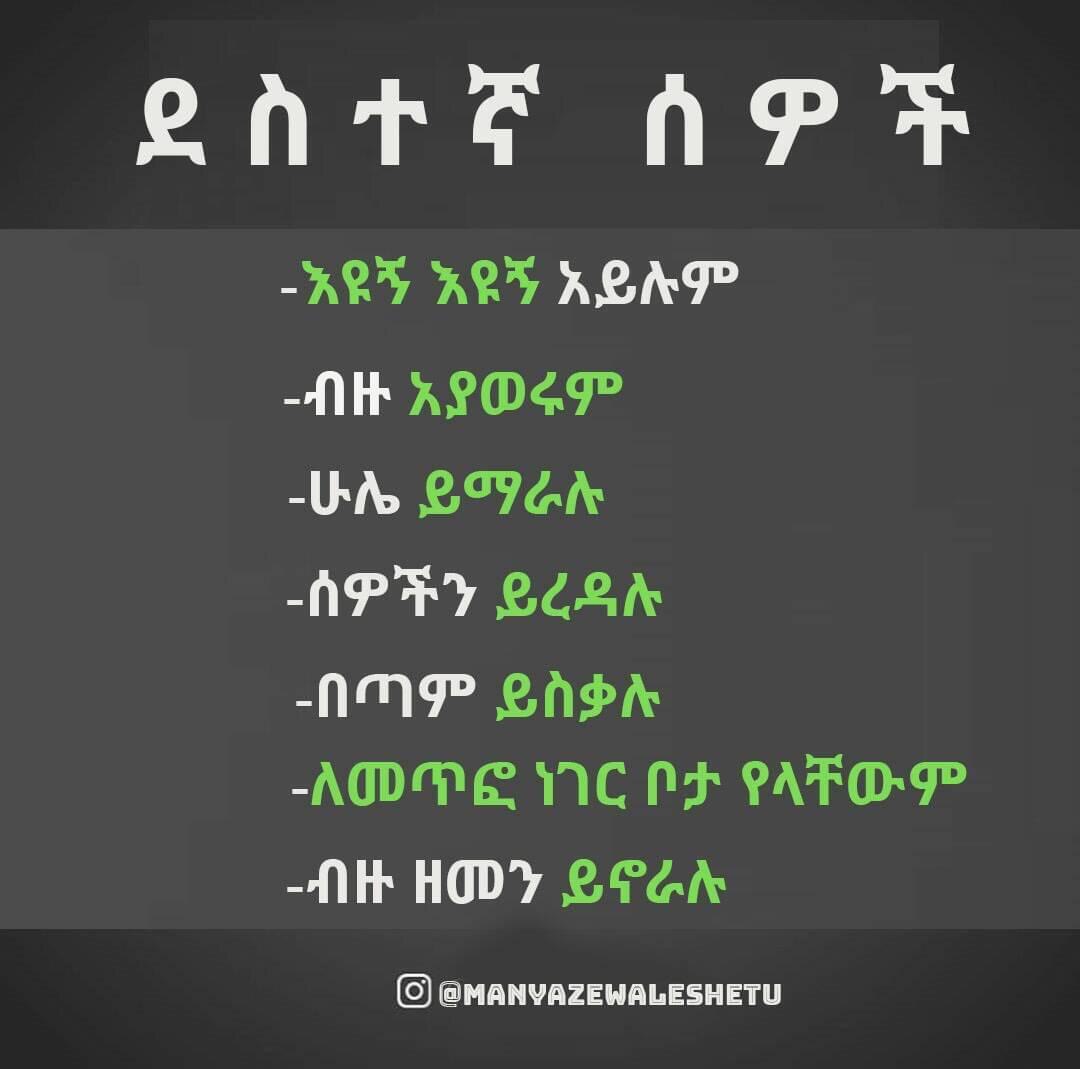 ደስተኛ ሰዎች
-እዩኝ እዩኝ አይሉም
-ብዙ አያወሩም
-ሁሌ ይማራሉ
-ሰዎችን ይረዳሉ
-በጣም ይስቃሉ
-ለመጥፎ ነገር ቦታ የላቸውም
-ብዙ ዘመን ይኖራሉ
@MANYAZEWALESHETU